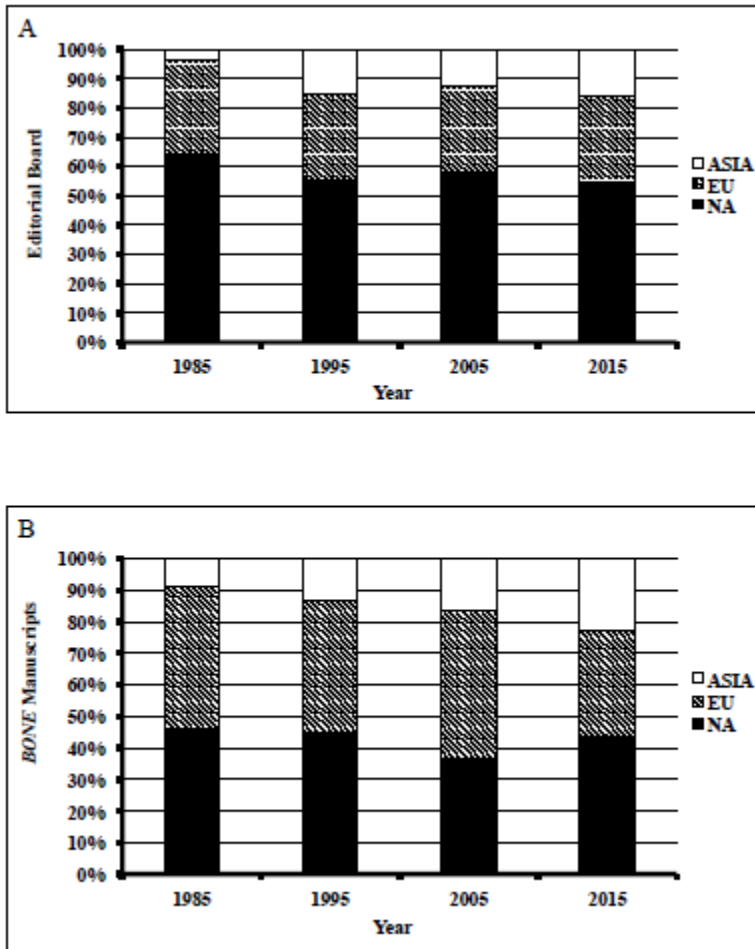 A
100%
90%
80%
70%
60%
50%
40%
30%
20%
10%
0%
Editorial Board
1985 1995 2005 2015
Year
ASIA
EU
NA
B
100%
90%
80%
70%
60%
50%
40%
30%
20%
10%
0%
BONE Manuscripts
1985 1995 2005 2015
Year
ASIA
EU
NA